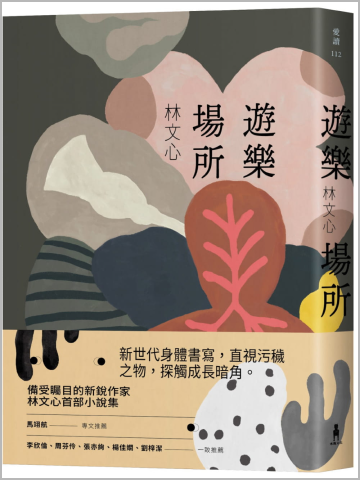 愛讀
112
遊樂
場所
林文心
遊樂
林文心
場所
新世代身體書寫，直視污穢
之物，探觸成長暗角。
備受矚目的新銳作家
林文心首部小說集
馬翊航 ── 專文推薦
李欣倫、周芬伶、張亦絢、楊佳嫻、劉梓潔 ── 一致推薦